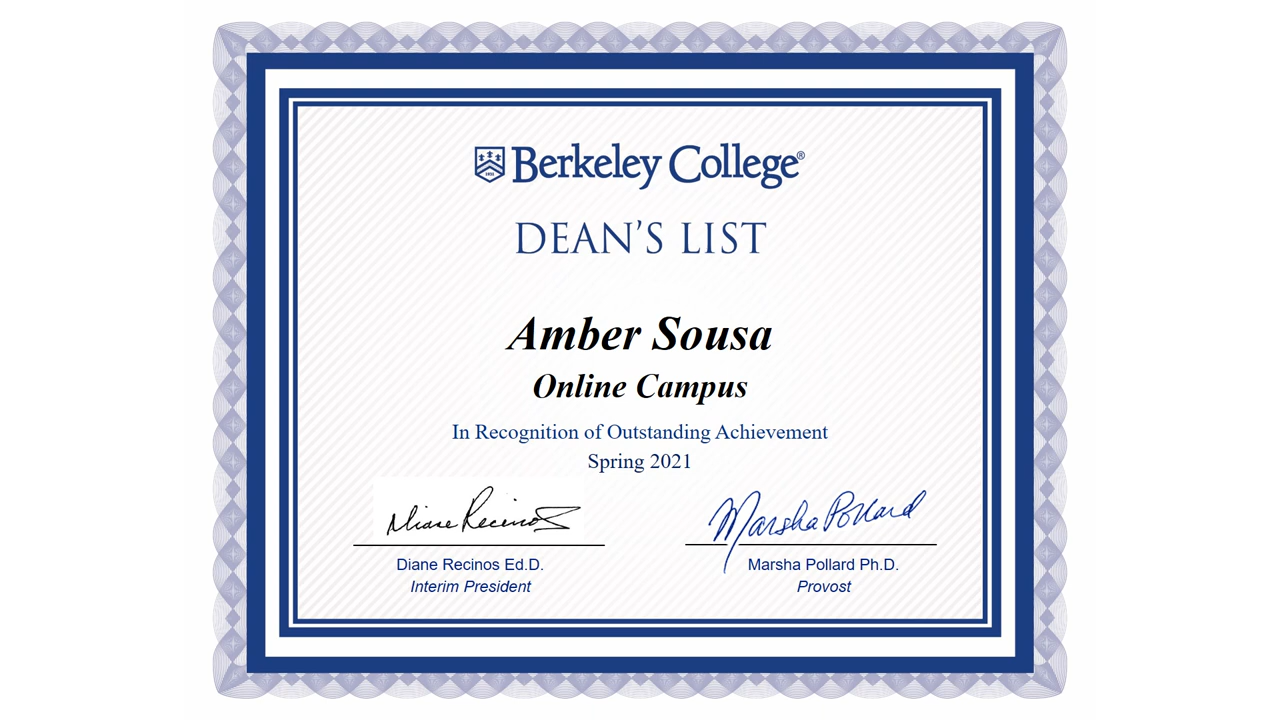 Berkeley College®
DEAN'S LIST
Amber Sousa
Online Campus
In Recognition of Outstanding Achievement
Spring 2021
Diane Recinos
Marsha Pollard
Diane Recinos Ed.D.
Marsha Pollard Ph.D.
Interim President
Provost